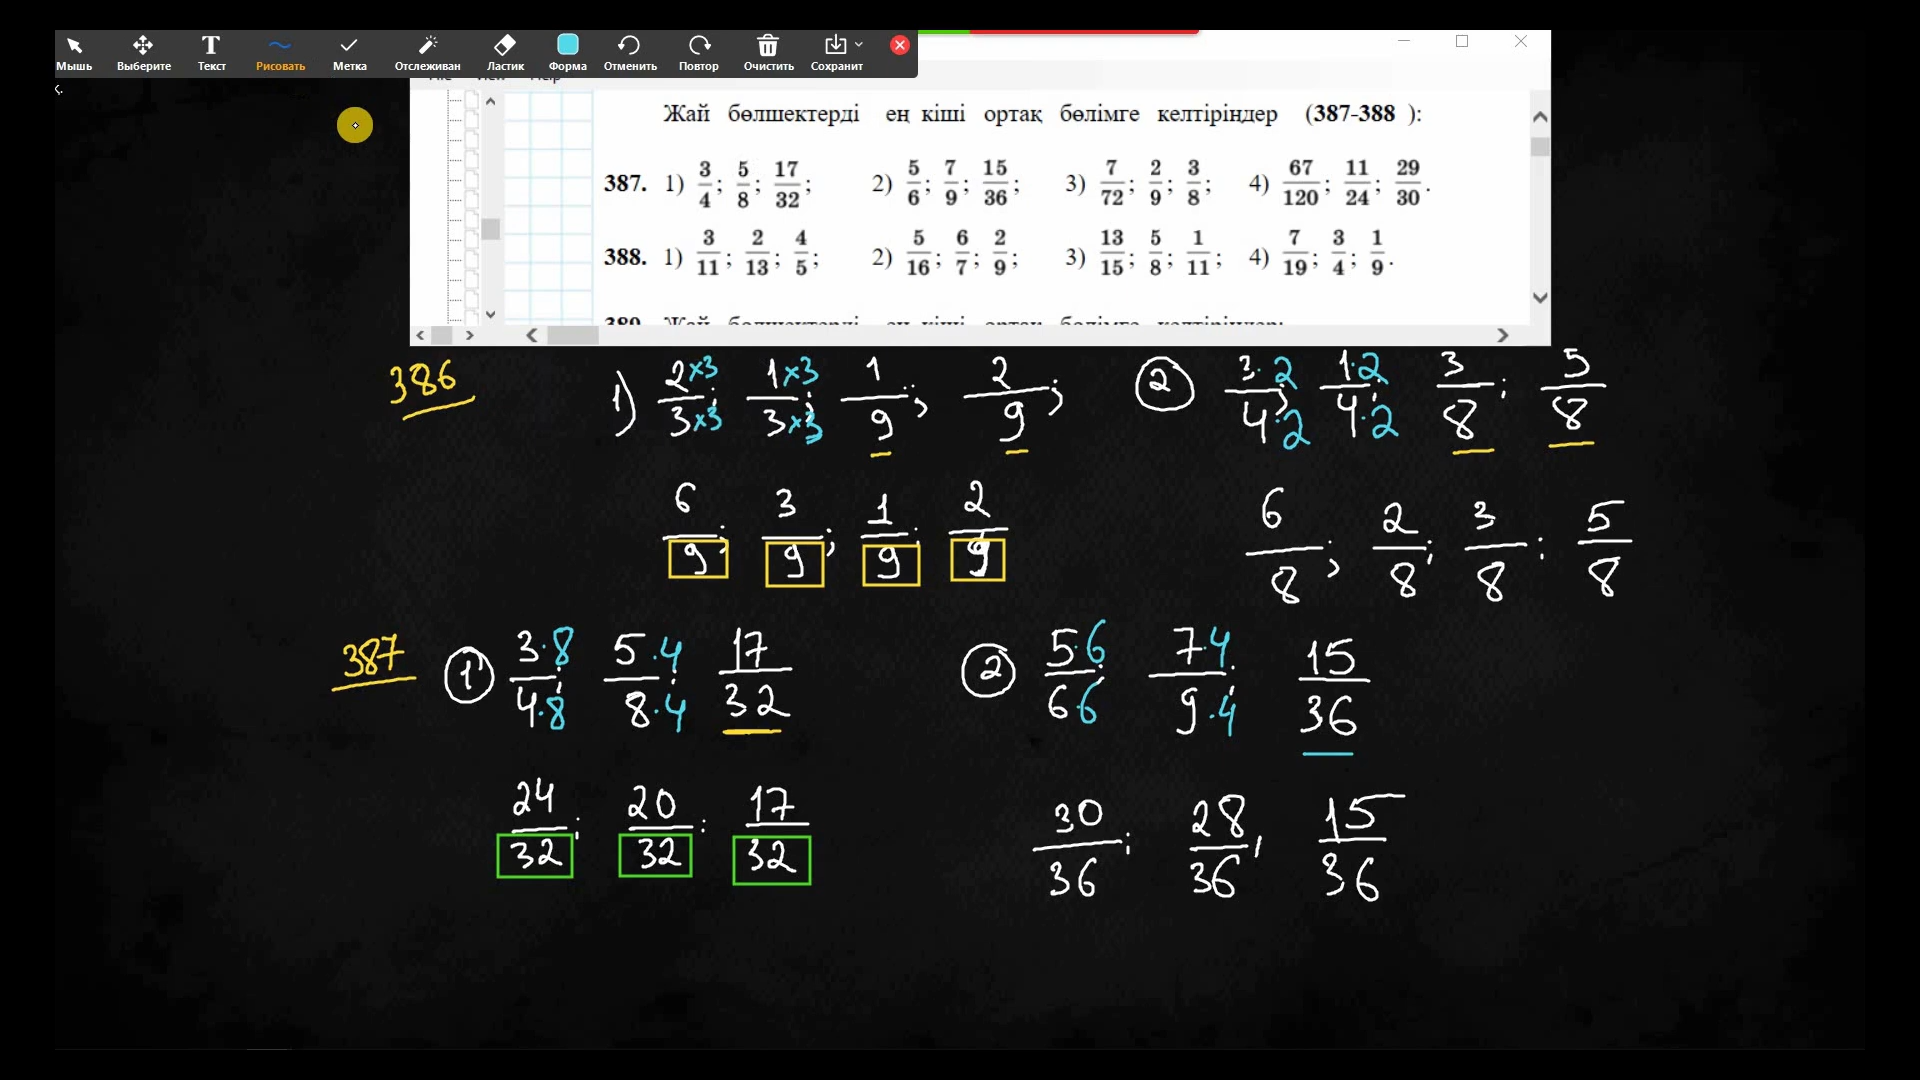 Мышь Выберите Текст Рисовать Метка Отслеживан Ластик Форма Отменить Повтор Очистить Сохранит
Жай бөлшектерді ең кіші ортақ бөлімге келтіріңдер (387-388 ):
387. 1) 3/4; 5/8; 17/32; 2) 5/6; 7/9; 15/36; 3) 7/72; 2/9; 3/8; 4) 67/120; 11/24; 29/30.
388. 1) 3/11; 2/13; 4/5; 2) 5/16; 6/7; 2/9; 3) 13/15; 5/8; 1/11; 4) 7/19; 3/4; 1/9.
386 1) 2×3/3×3; 1×3/3×3; 1/9; 2/9; 2 3·2/4·2; 1·2/4·2; 3/8; 5/8
6/9; 3/9; 1/9; 2/9 6/8; 2/8; 3/8; 5/8
387 1 3·8/4·8; 5·4/8·4; 17/32 2 5·6/6·6; 7·4/9·4; 15/36
24/32; 20/32; 17/32 30/36; 28/36, 15/36